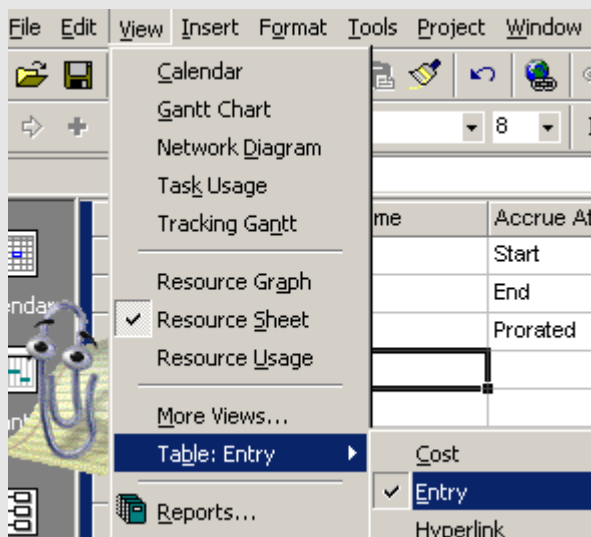 File Edit View Insert Format Tools Project Window
Calendar
Gantt Chart
8
Network Diagram
Task Usage
Tracking Gantt
Accrue At
Start
Resource Graph
End
Resource Sheet
Prorated
Resource Usage
More Views...
Table: Entry
Cost
Entry
Reports...
Hyperlink